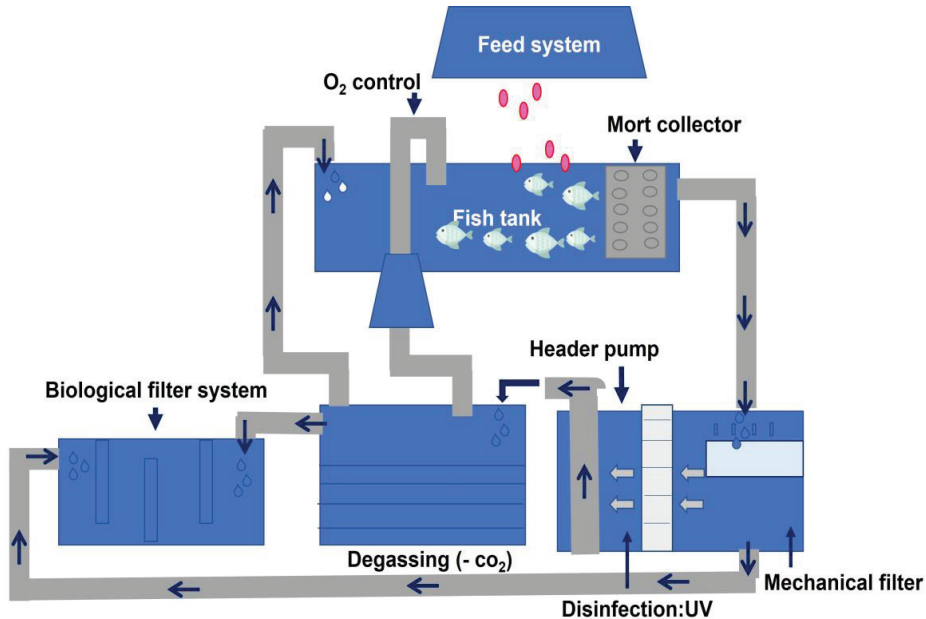 Feed system
O₂ control
Mort collector
Fish tank
Header pump
Biological filter system
Degassing (- co₂)
Mechanical filter
Disinfection:UV